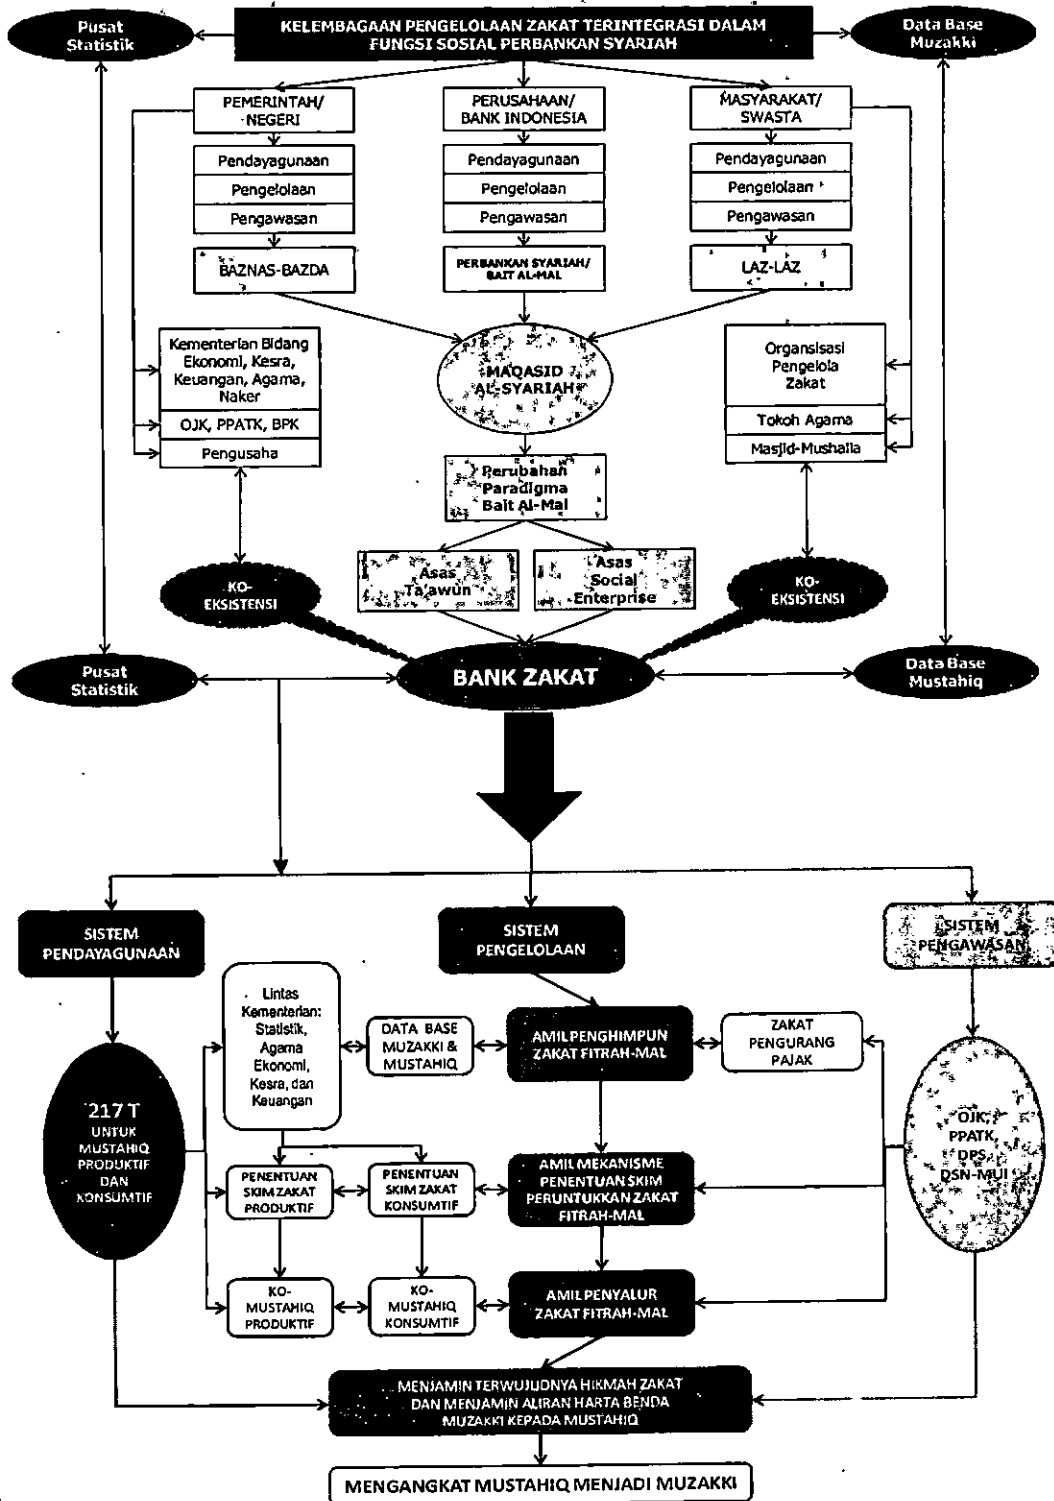 Pusat
Statistik
KELEMBAGAAN PENGELOLAAN ZAKAT TERINTEGRASI DALAM
FUNGSI SOSIAL PERBANKAN SYARIAH
Data Base
Muzakki
PEMERINTAH/
NEGERI
PERUSAHAAN/
BANK INDONESIA
MASYARAKAT/
SWASTA
Pendayagunaan
Pengelolaan
Pengawasan
Pendayagunaan
Pengelolaan
Pengawasan
Pendayagunaan
Pengelolaan
Pengawasan
BAZNAS-BAZDA
PERBANKAN SYARIAH/
BAIT AL-MAL
LAZ-LAZ
Kementerian Bidang
Ekonomi, Kesra,
Keuangan, Agama,
Naker
OJK, PPATK, BPK
Pengusaha
MAQASID
AL-SYARIAH
Organsisasi
Pengelola
Zakat
Tokoh Agama
Masjid-Mushalla
Perubahan
Paradigma
Bait Al-Mal
Asas
Ta'awun
Asas
Social
Enterprise
KO-
EKSISTENSI
KO-
EKSISTENSI
Pusat
Statistik
BANK ZAKAT
Data Base
Mustahiq
SISTEM
PENDAYAGUNAAN
SISTEM
PENGELOLAAN
SISTEM
PENGAWASAN
Lintas
Kementerian:
Statistik,
Agama
Ekonomi,
Kesra, dan
Keuangan
DATA BASE
MUZAKKI &
MUSTAHIQ
AMIL PENGHIMPUN
ZAKAT FITRAH-MAL
ZAKAT
PENGURANG
PAJAK
217 T
UNTUK
MUSTAHIQ
PRODUKTIF
DAN
KONSUMTIF
OJK,
PPATK,
DPS,
DSN-MUI
PENENTUAN
SKIM ZAKAT
PRODUKTIF
PENENTUAN
SKIM ZAKAT
KONSUMTIF
AMIL MEKANISME
PENENTUAN SKIM
PERUNTUKKAN ZAKAT
FITRAH-MAL
KO-
MUSTAHIQ
PRODUKTIF
KO-
MUSTAHIQ
KONSUMTIF
AMIL PENYALUR
ZAKAT FITRAH-MAL
MENJAMIN TERWUJUDNYA HIKMAH ZAKAT
DAN MENJAMIN ALIRAN HARTA BENDA
MUZAKKI KEPADA MUSTAHIQ
MENGANGKAT MUSTAHIQ MENJADI MUZAKKI